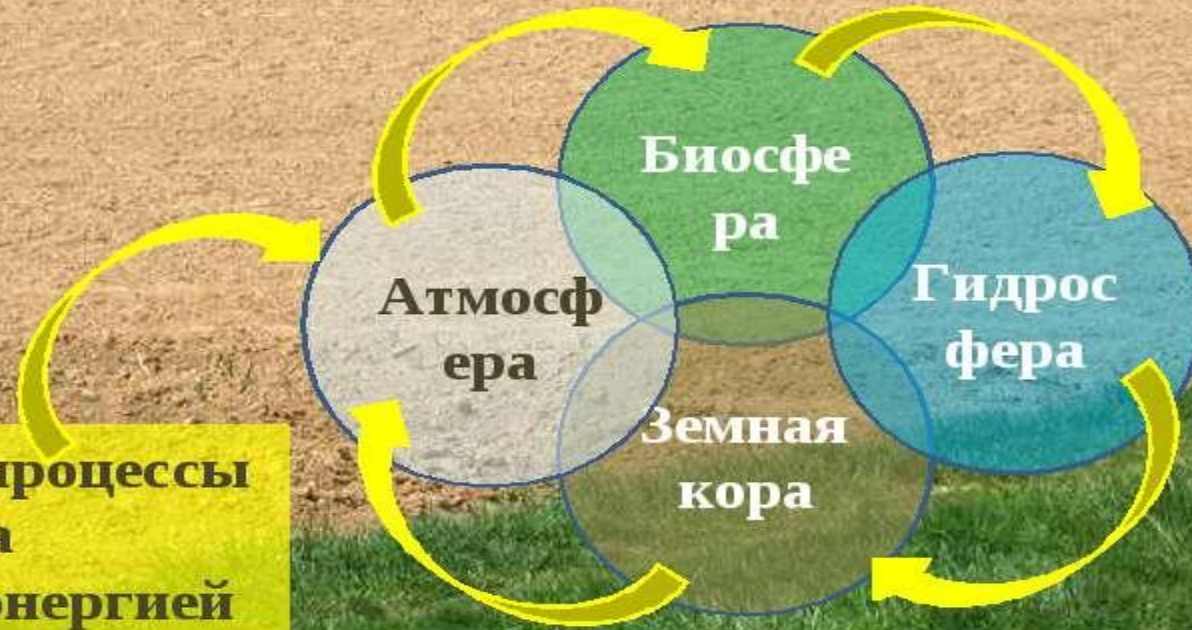 Биосфе
ра
Атмосф
ера
Гидрос
фера
Земная
кора
процессы
а
энергией